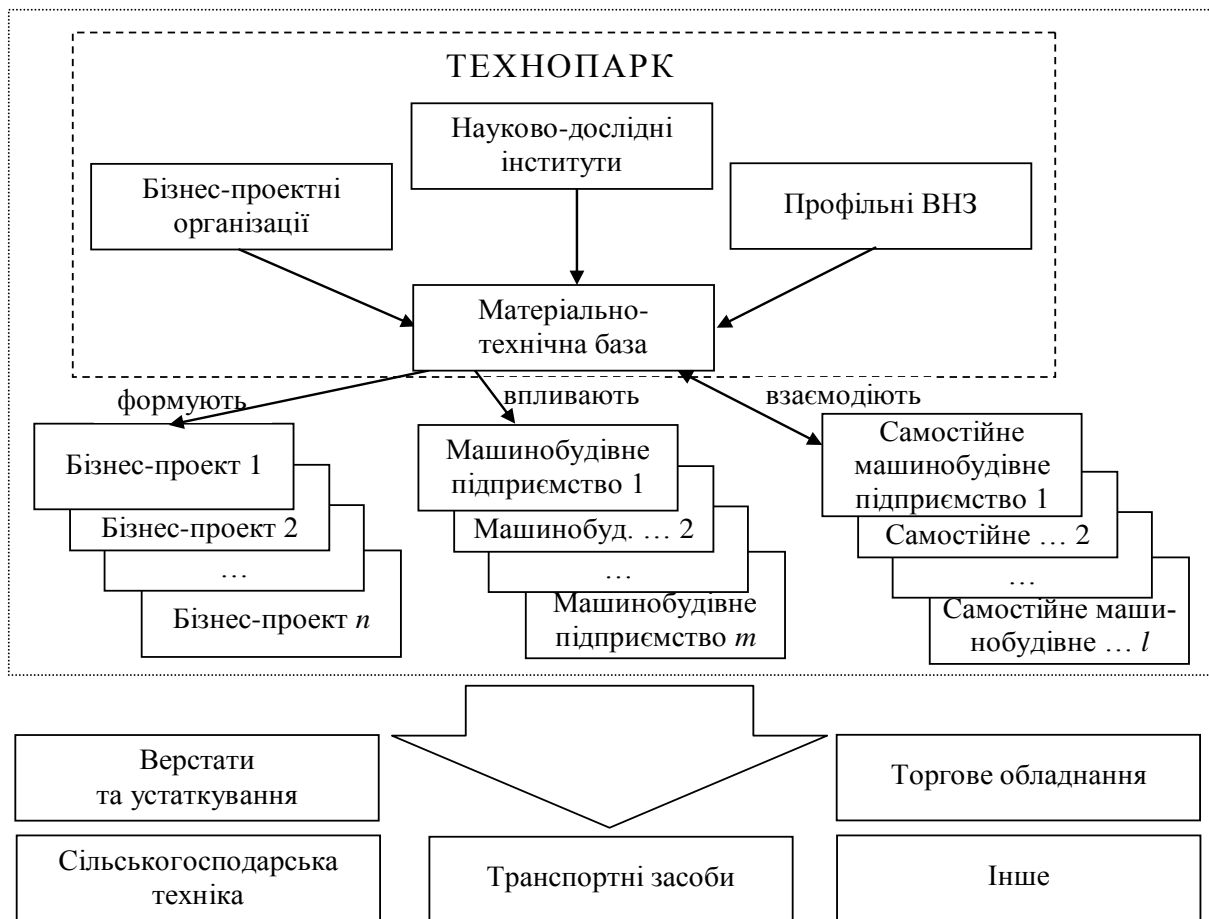 ТЕХНОПАРК
Науково-дослідні
інститути
Бізнес-проектні
організації
Профільні ВНЗ
Матеріально-
технічна база
формують
впливають
взаємодіють
Бізнес-проект 1
Бізнес-проект 2
…
Бізнес-проект n
Машинобудівне
підприємство 1
Машинобуд. … 2
…
Машинобудівне
підприємство m
Самостійне
машинобудівне
підприємство 1
Самостійне … 2
…
Самостійне маши-
нобудівне … l
Верстати
та устаткування
Торгове обладнання
Сільськогосподарська
техніка
Транспортні засоби
Інше